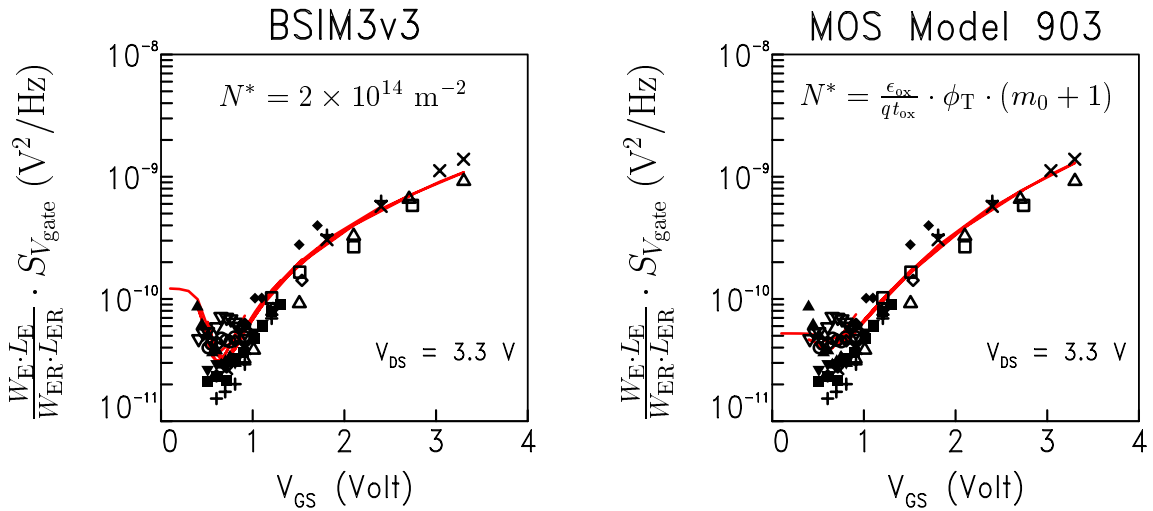 BSIM3v3
10⁻⁸
N* = 2 × 10¹⁴ m⁻²
10⁻⁹
10⁻¹⁰
V_DS = 3.3 V
10⁻¹¹
0 1 2 3 4
V_GS (Volt)
W_E·L_E / W_ER·L_ER · S_V_gate (V²/Hz)
MOS Model 903
10⁻⁸
N* = ϵ_ox / q t_ox · ϕ_T · (m₀ + 1)
10⁻⁹
10⁻¹⁰
V_DS = 3.3 V
10⁻¹¹
0 1 2 3 4
V_GS (Volt)
W_E·L_E / W_ER·L_ER · S_V_gate (V²/Hz)